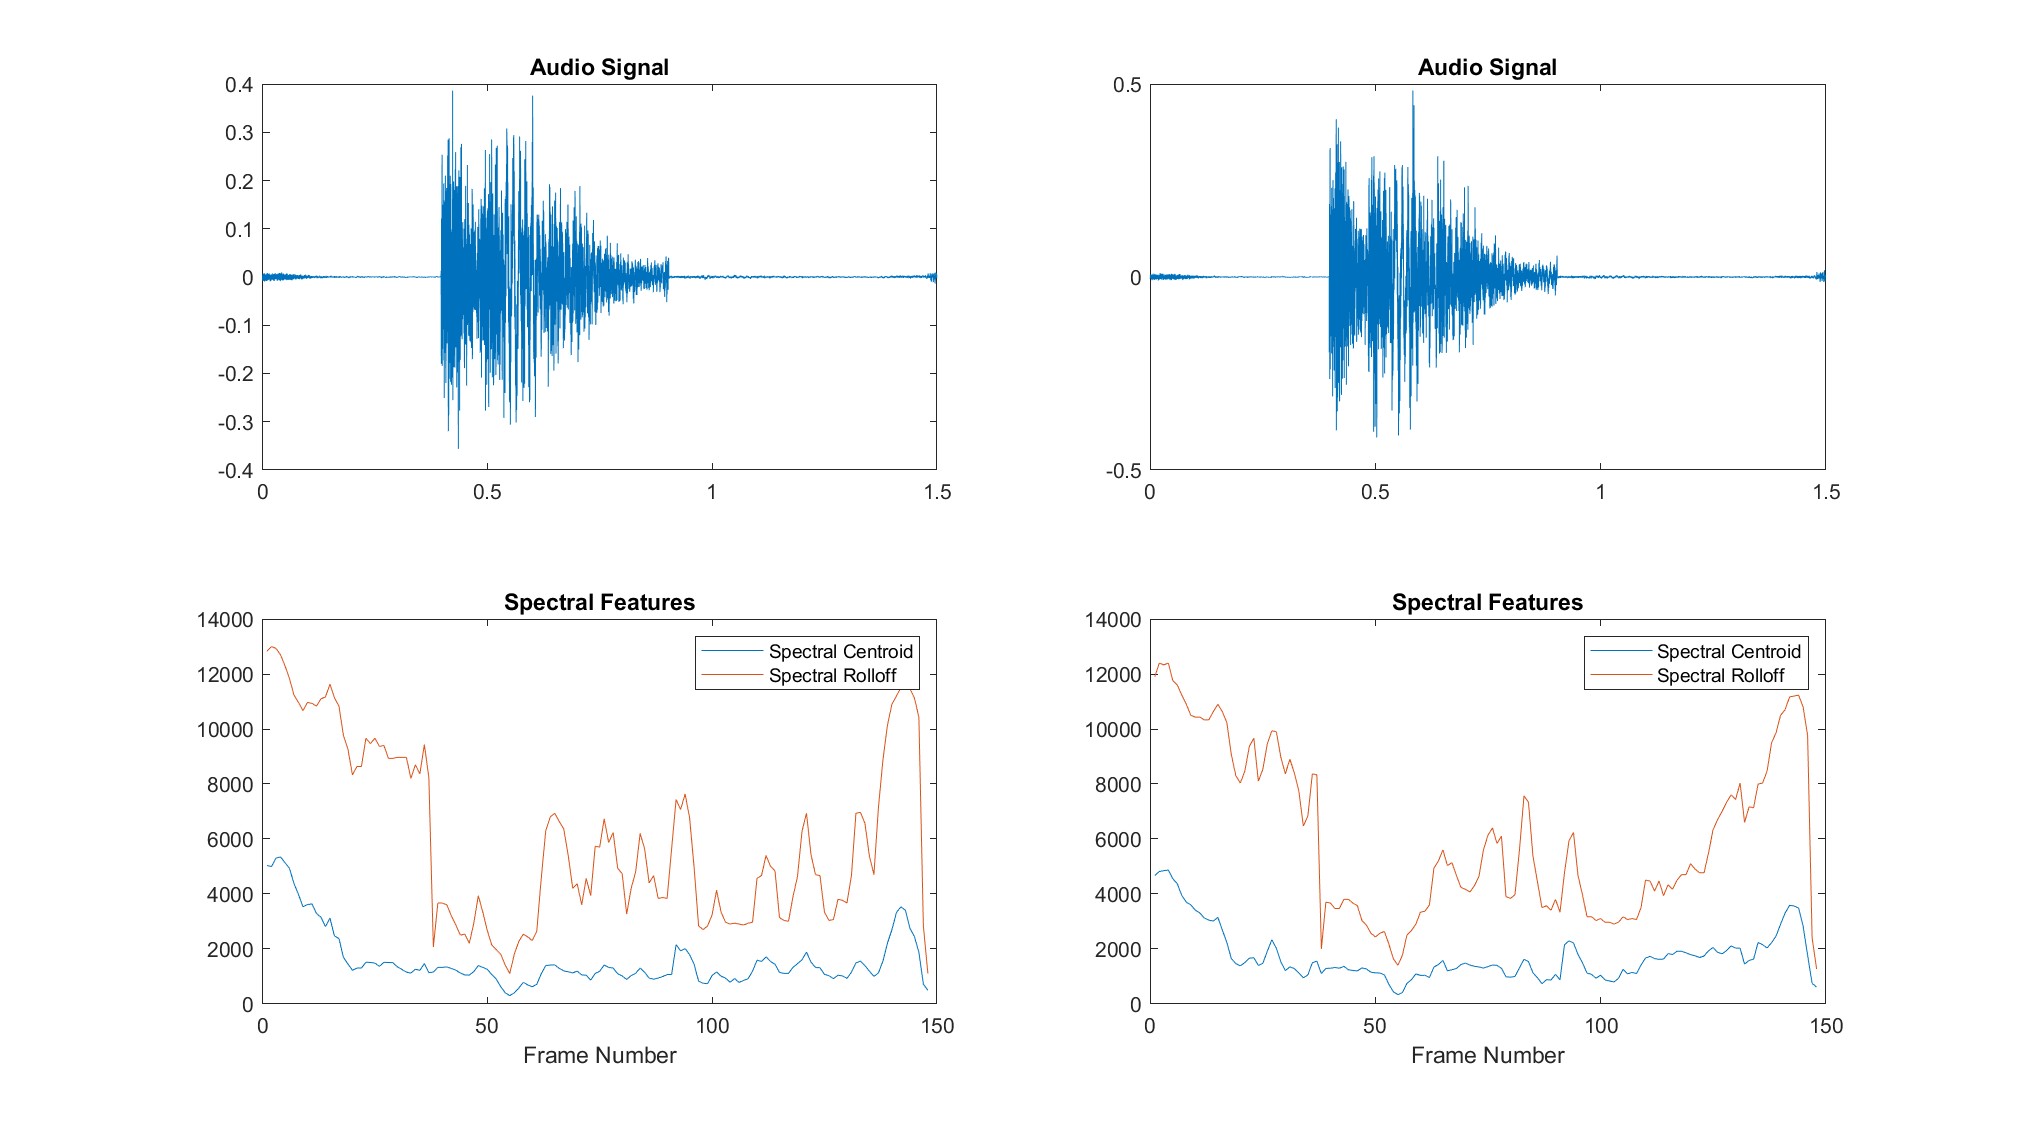 Audio Signal
0.4
0.3
0.2
0.1
0
-0.1
-0.2
-0.3
-0.4
0 0.5 1 1.5
Audio Signal
0.5
0
-0.5
0 0.5 1 1.5
Spectral Features
14000
12000
10000
8000
6000
4000
2000
0
Spectral Centroid
Spectral Rolloff
0 50 100 150
Frame Number
Spectral Features
14000
12000
10000
8000
6000
4000
2000
0
Spectral Centroid
Spectral Rolloff
0 50 100 150
Frame Number